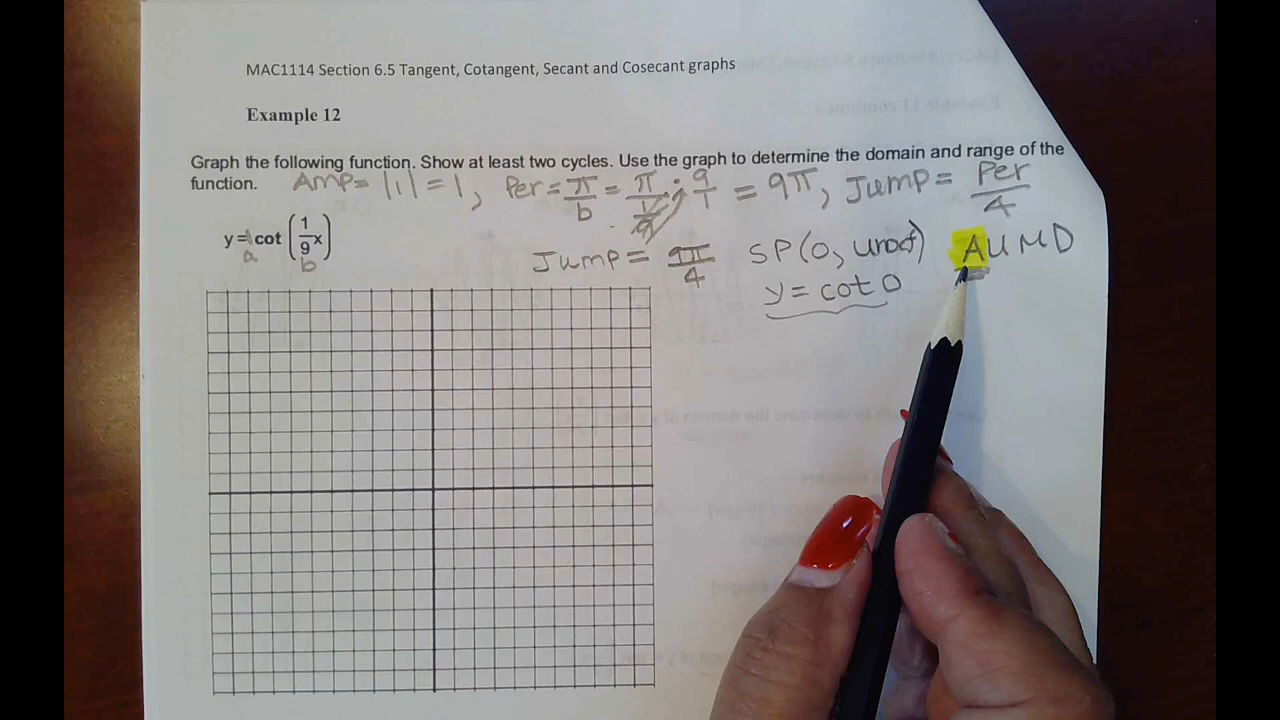 MAC1114 Section 6.5 Tangent, Cotangent, Secant and Cosecant graphs
Example 12
Graph the following function. Show at least two cycles. Use the graph to determine the domain and range of the
function. Amp = |1| = 1, Per = π/b = π/(1/9) · 9/1 = 9π, Jump = Per/4
y = 1cot (1/9 x)
a b
Jump = 9π/4 SP(0, undf) AUMD
y = cot 0